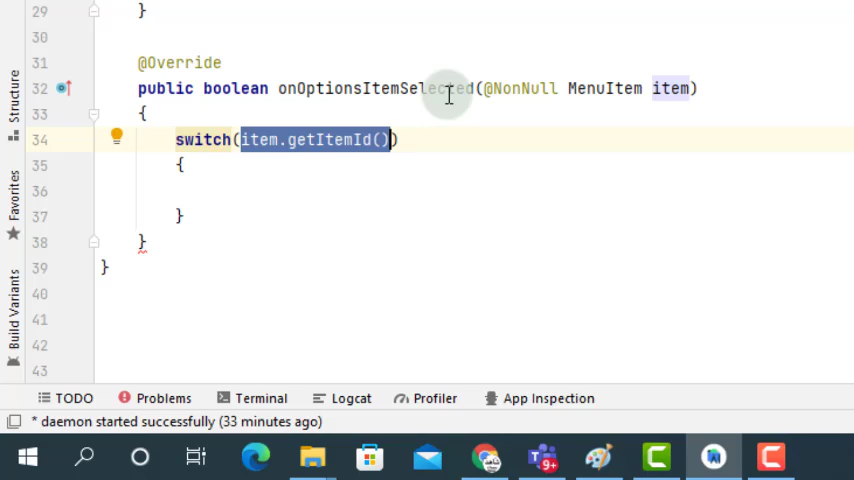 29 }
30
31 @Override
32 public boolean onOptionsItemSelected(@NonNull MenuItem item)
33 {
34 switch(item.getItemId())
35 {
36
37 }
38 }
39 }
40
41
42
43
Structure
Favorites
Build Variants
TODO Problems Terminal Logcat Profiler App Inspection
* daemon started successfully (33 minutes ago)
9+